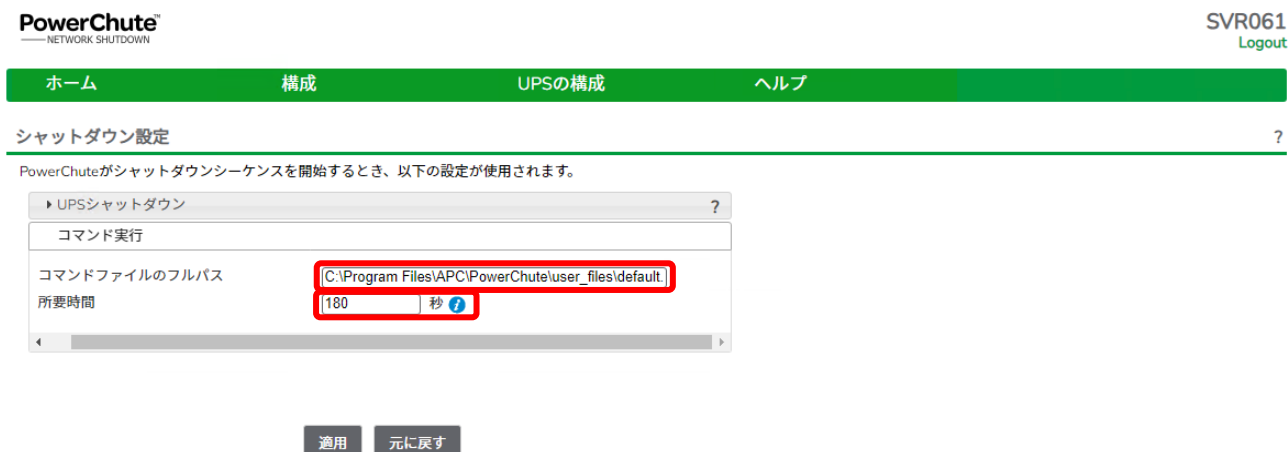 PowerChute
NETWORK SHUTDOWN
SVR061
Logout
ホーム 構成 UPSの構成 ヘルプ
シャットダウン設定 ?
PowerChuteがシャットダウンシーケンスを開始するとき、以下の設定が使用されます。
UPSシャットダウン ?
コマンド実行
コマンドファイルのフルパス C:\Program Files\APC\PowerChute\user_files\default.
所要時間 180 秒 i
適用 元に戻す